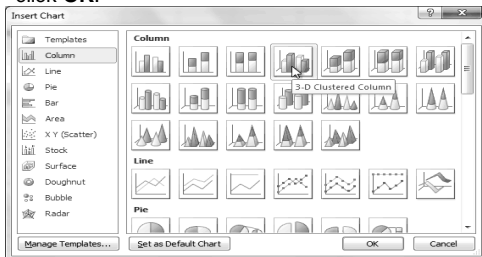 click OK.
Insert Chart
Templates
Column
Line
Pie
Bar
Area
X Y (Scatter)
Stock
Surface
Doughnut
Bubble
Radar
Column
3-D Clustered Column
Line
Pie
Manage Templates...
Set as Default Chart
OK
Cancel